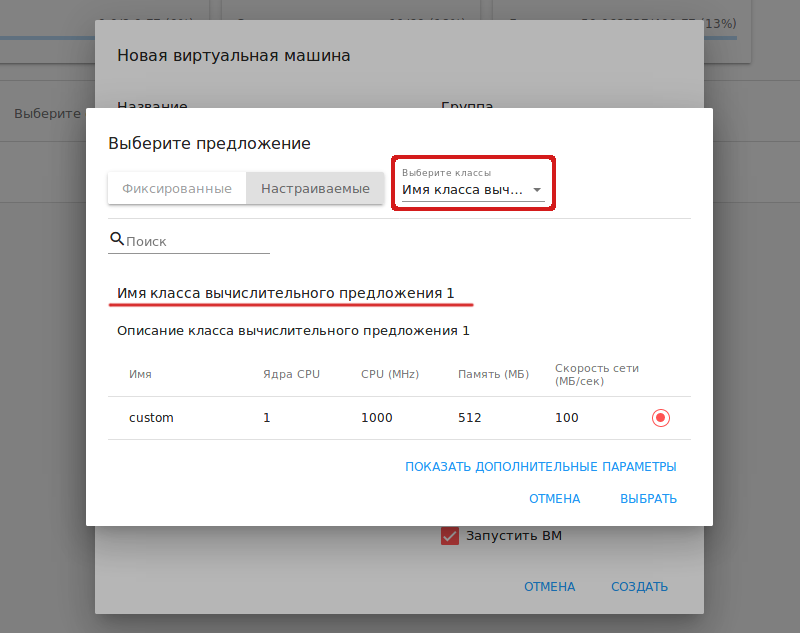 (13%)
Новая виртуальная машина
Выберите
Название Группа
Выберите предложение
Фиксированные Настраиваемые
Выберите классы
Имя класса выч...
Поиск
Имя класса вычислительного предложения 1
Описание класса вычислительного предложения 1
Имя Ядра CPU CPU (MHz) Память (МБ) Скорость сети
(МБ/сек)
custom 1 1000 512 100
ПОКАЗАТЬ ДОПОЛНИТЕЛЬНЫЕ ПАРАМЕТРЫ
ОТМЕНА ВЫБРАТЬ
Запустить ВМ
ОТМЕНА СОЗДАТЬ